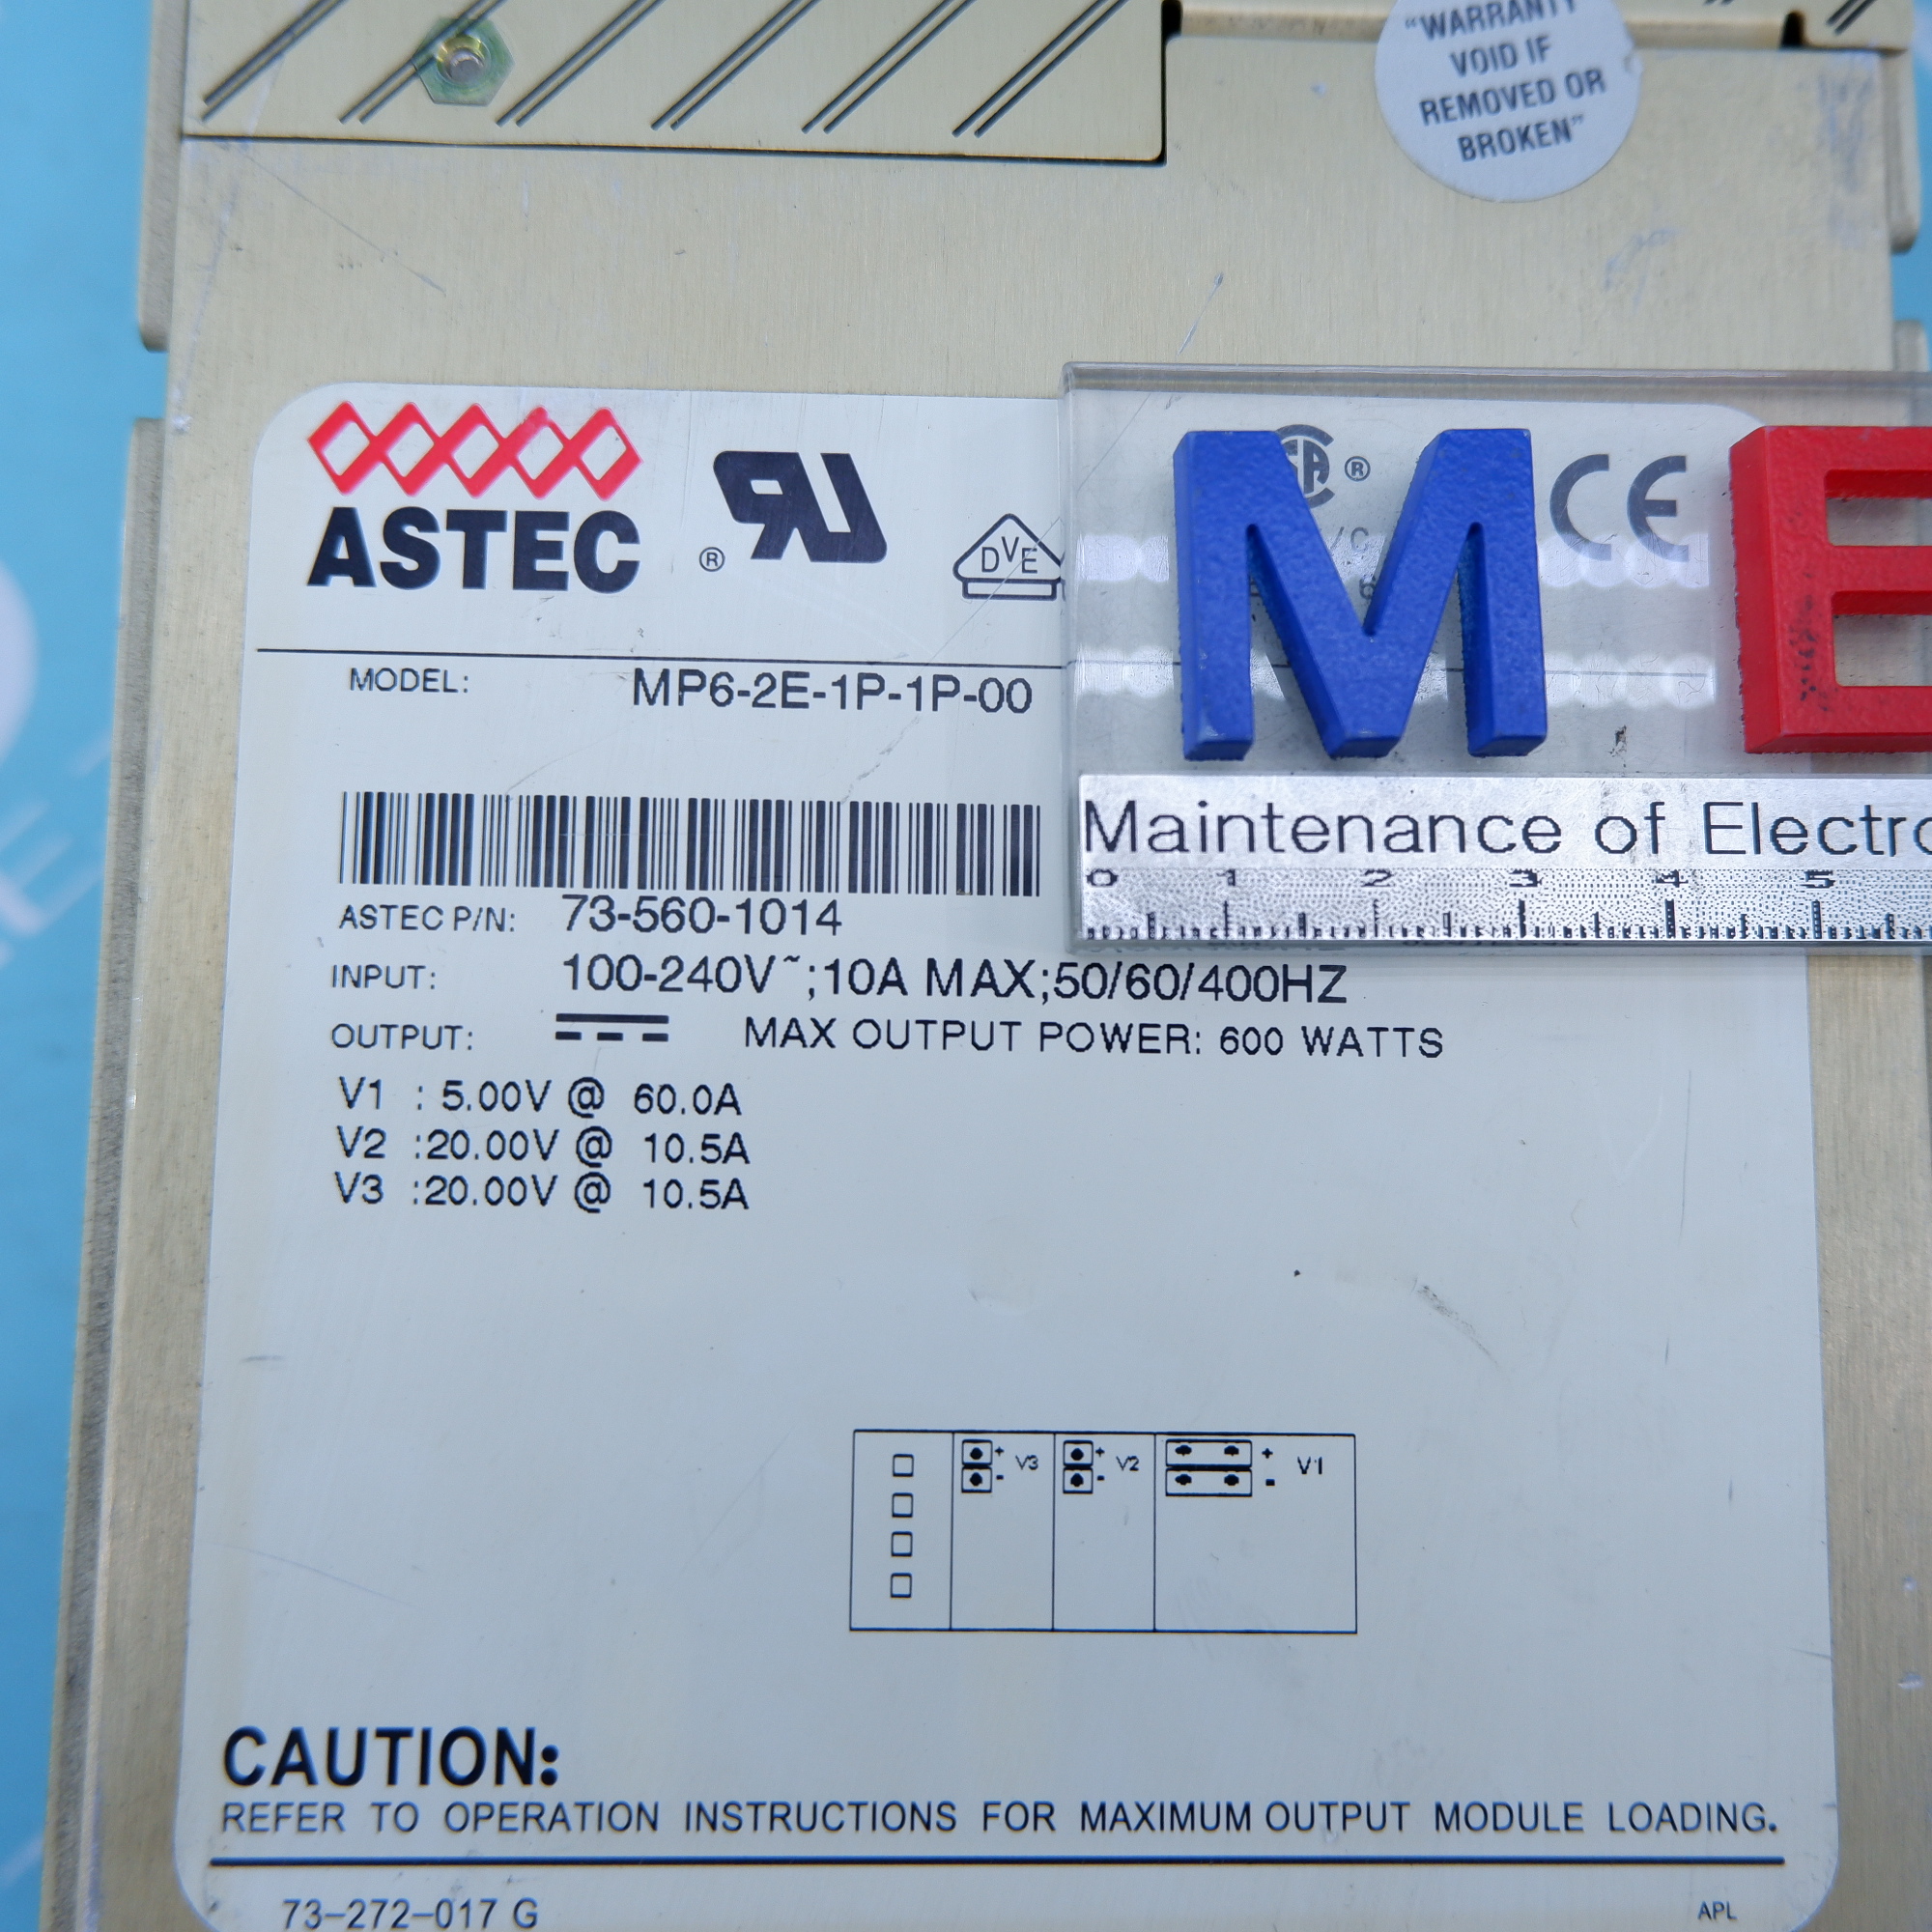 "WARRANTY
VOID IF
REMOVED OR
BROKEN"
ASTEC
®
DVE
®
CE
ME
MODEL: MP6-2E-1P-1P-00
Maintenance of Electro
0 1 2 3 4 5
ASTEC P/N: 73-560-1014
INPUT: 100-240V~;10A MAX;50/60/400HZ
OUTPUT: MAX OUTPUT POWER: 600 WATTS
V1 : 5.00V @ 60.0A
V2 :20.00V @ 10.5A
V3 :20.00V @ 10.5A
+ V3 + V2 + V1
- - -
CAUTION:
REFER TO OPERATION INSTRUCTIONS FOR MAXIMUM OUTPUT MODULE LOADING.
73-272-017 G
APL